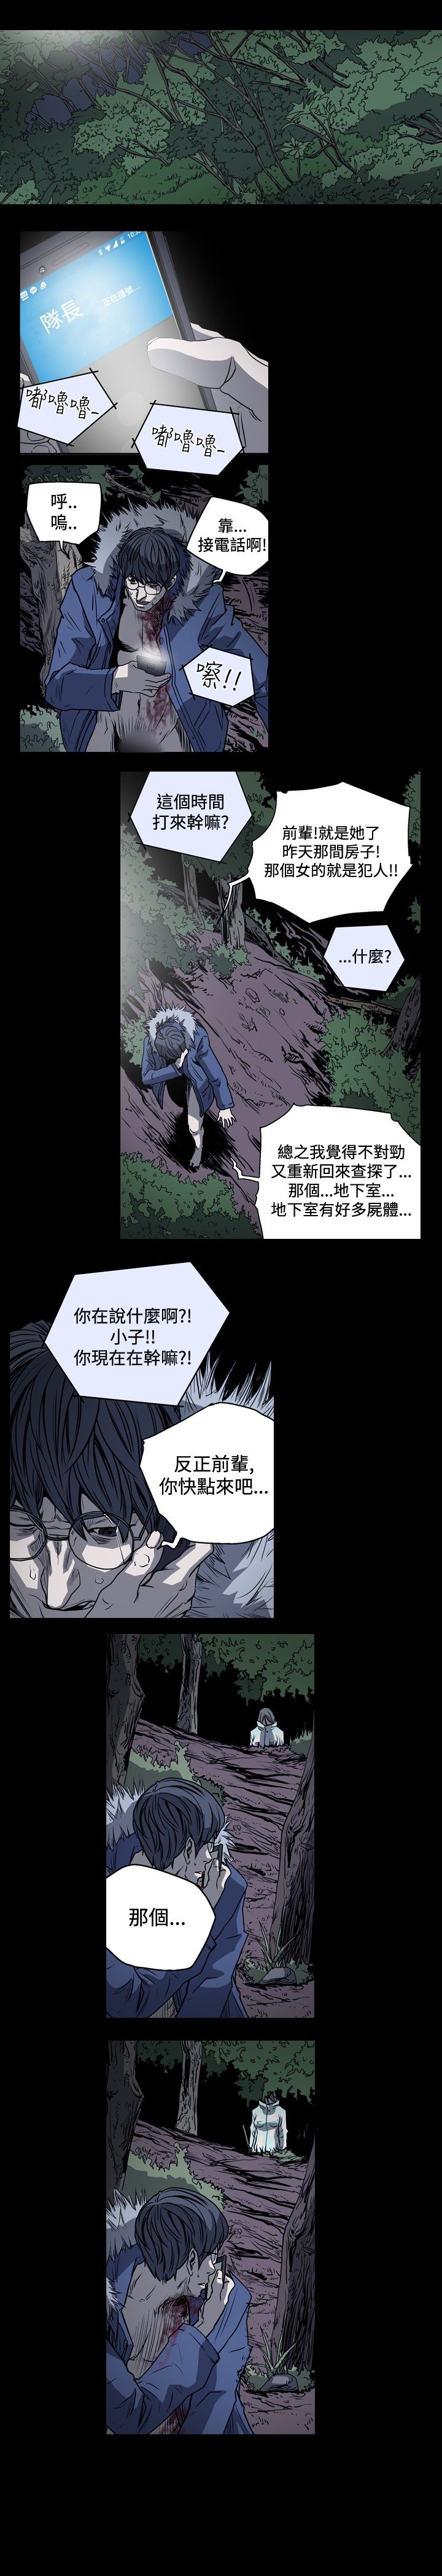 隊長
正在撥號...
嘟嚕嚕-
嘟嚕嚕-
呼..
嗚..
靠...
接電話啊!
嚓!!
這個時間
打來幹嘛?
前輩!就是她了
昨天那間房子!
那個女的就是犯人!!
...什麼?
總之我覺得不對勁
又重新回來查探了...
那個...地下室...
地下室有好多屍體...
你在說什麼啊?!
小子!!
你現在在幹嘛?!
反正前輩,
你快點來吧...
那個...